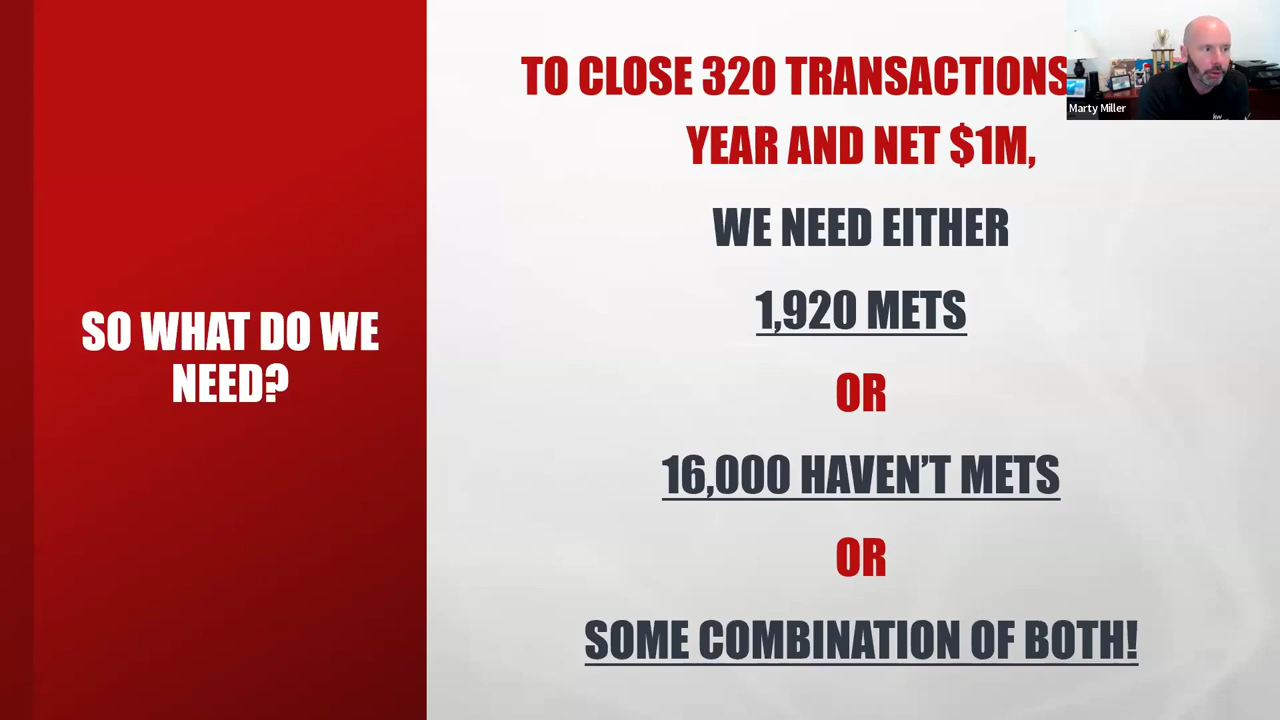 SO WHAT DO WE
NEED?
TO CLOSE 320 TRANSACTIONS
YEAR AND NET $1M,
WE NEED EITHER
1,920 METS
OR
16,000 HAVEN'T METS
OR
SOME COMBINATION OF BOTH!
Marty Miller
kw